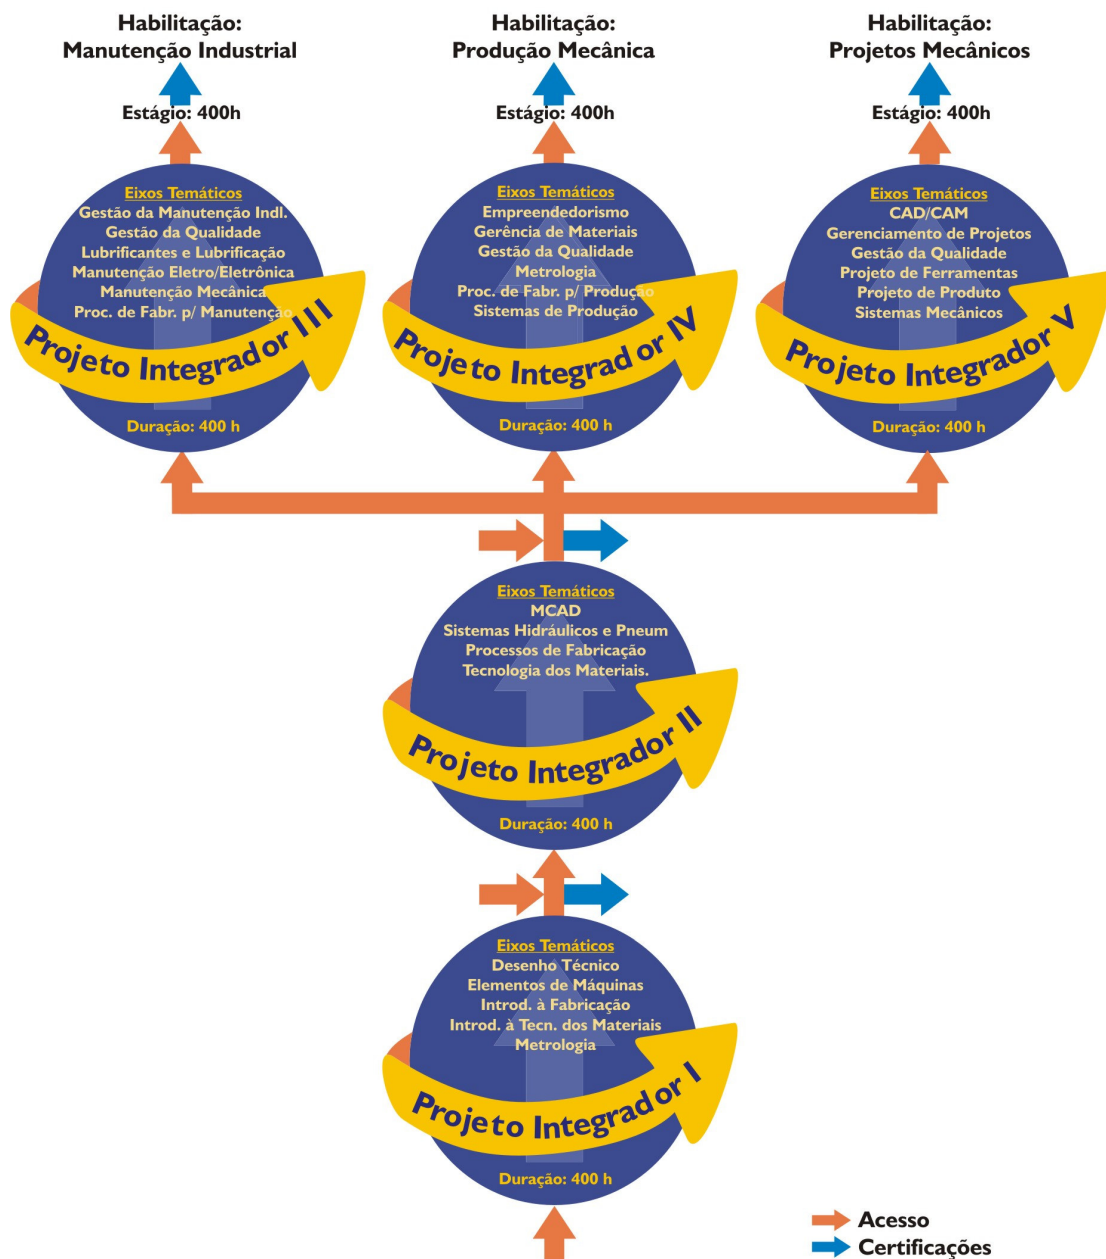 Habilitação:
Manutenção Industrial
Estágio: 400h
Eixos Temáticos
Gestão da Manutenção Indl.
Gestão da Qualidade
Lubrificantes e Lubrificação
Manutenção Eletro/Eletrônica
Manutenção Mecânica
Proc. de Fabr. p/ Manutenção
Projeto Integrador III
Duração: 400 h
Habilitação:
Produção Mecânica
Estágio: 400h
Eixos Temáticos
Empreendedorismo
Gerência de Materiais
Gestão da Qualidade
Metrologia
Proc. de Fabr. p/ Produção
Sistemas de Produção
Projeto Integrador IV
Duração: 400 h
Habilitação:
Projetos Mecânicos
Estágio: 400h
Eixos Temáticos
CAD/CAM
Gerenciamento de Projetos
Gestão da Qualidade
Projeto de Ferramentas
Projeto de Produto
Sistemas Mecânicos
Projeto Integrador V
Duração: 400 h
Eixos Temáticos
MCAD
Sistemas Hidráulicos e Pneum
Processos de Fabricação
Tecnologia dos Materiais.
Projeto Integrador II
Duração: 400 h
Eixos Temáticos
Desenho Técnico
Elementos de Máquinas
Introd. à Fabricação
Introd. à Tecn. dos Materiais
Metrologia
Projeto Integrador I
Duração: 400 h
Acesso
Certificações